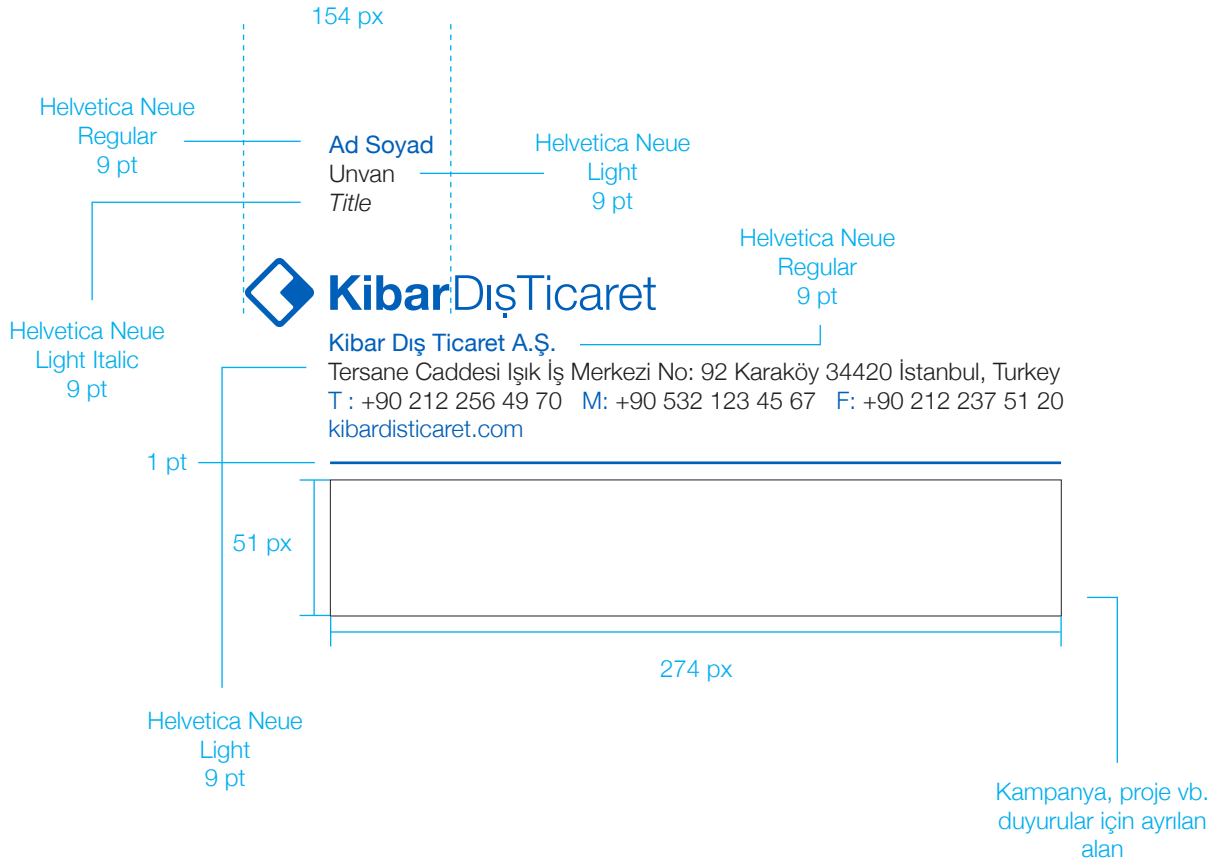 154 px
Helvetica Neue
Regular
9 pt
Ad Soyad
Unvan
Title
Helvetica Neue
Light
9 pt
Helvetica Neue
Regular
9 pt
KibarDışTicaret
Helvetica Neue
Light Italic
9 pt
Kibar Dış Ticaret A.Ş.
Tersane Caddesi Işık İş Merkezi No: 92 Karaköy 34420 İstanbul, Turkey
T : +90 212 256 49 70 M: +90 532 123 45 67 F: +90 212 237 51 20
kibardisticaret.com
1 pt
51 px
274 px
Helvetica Neue
Light
9 pt
Kampanya, proje vb.
duyurular için ayrılan
alan